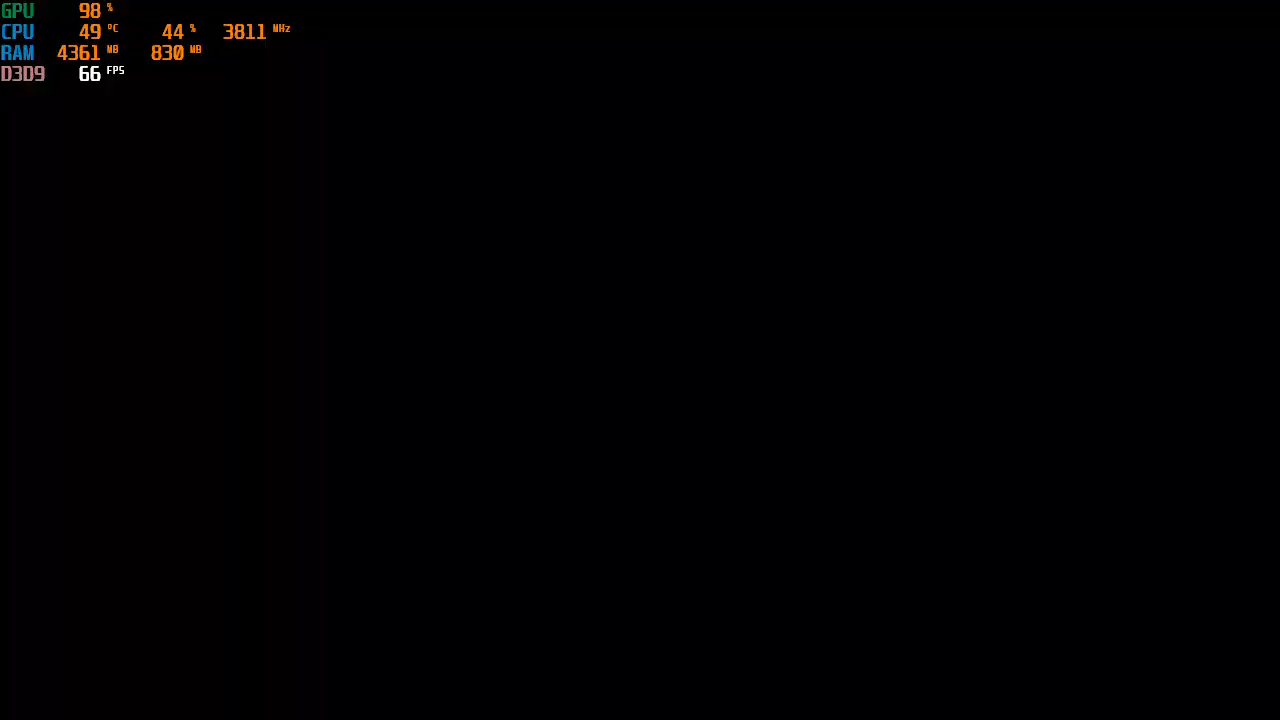 GPU 98 %
CPU 49 °C 44 % 3811 MHz
RAM 4361 MB 830 MB
D3D9 66 FPS